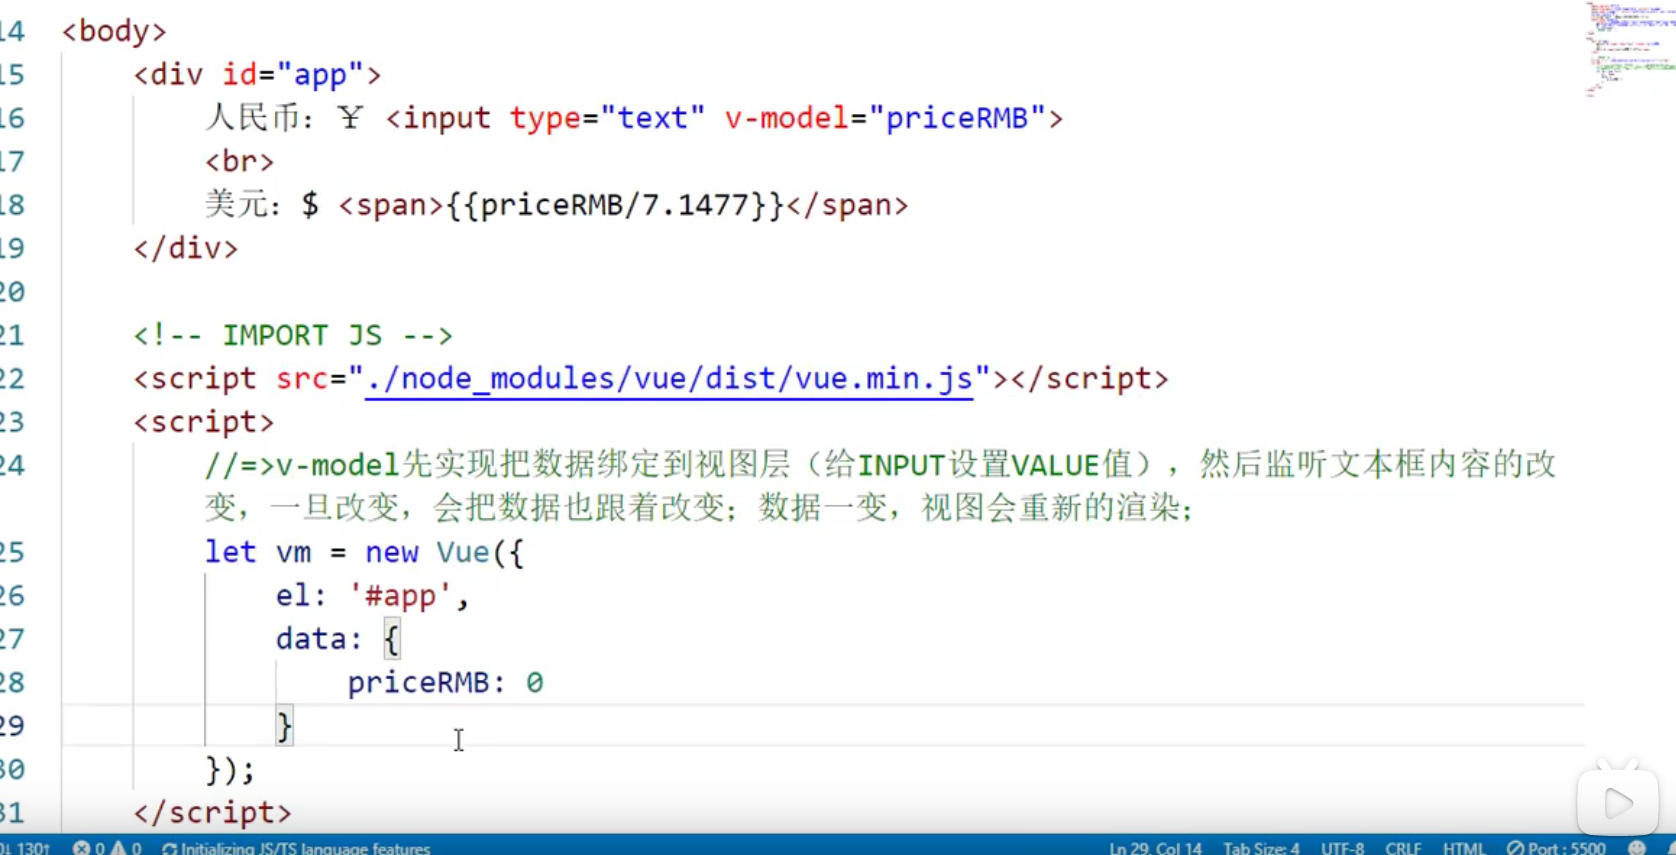 14 <body>
15 <div id="app">
16 人民币：￥ <input type="text" v-model="priceRMB">
17 <br>
18 美元：$ <span>{{priceRMB/7.1477}}</span>
19 </div>
20
21 <!-- IMPORT JS -->
22 <script src="./node_modules/vue/dist/vue.min.js"></script>
23 <script>
24 //=>v-model先实现把数据绑定到视图层（给INPUT设置VALUE值），然后监听文本框内容的改
变，一旦改变，会把数据也跟着改变；数据一变，视图会重新的渲染；
25 let vm = new Vue({
26 el: '#app',
27 data: {
28 priceRMB: 0
29 }
30 });
31 </script>
0↓ 130↑ 0 0 Initializing JS/TS language features Ln 29, Col 14 Tab Size: 4 UTF-8 CRLF HTML Port : 5500